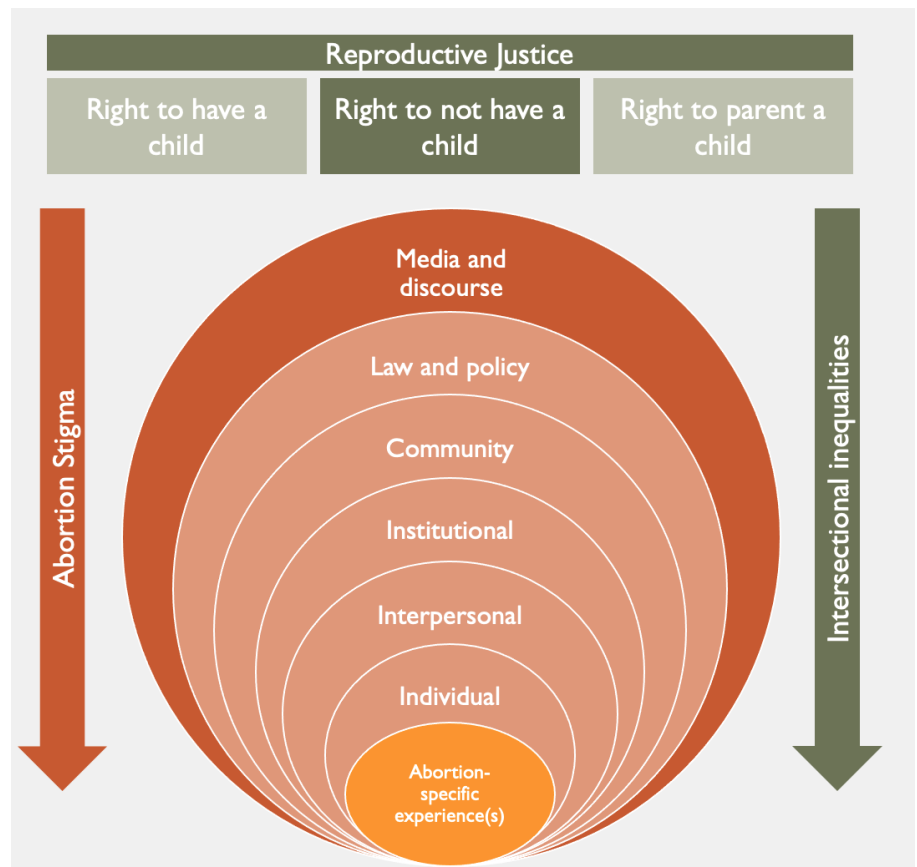 Reproductive Justice
Right to have a
child
Right to not have a
child
Right to parent a
child
Abortion Stigma
Media and
discourse
Law and policy
Community
Institutional
Interpersonal
Individual
Abortion-
specific
experience(s)
Intersectional inequalities